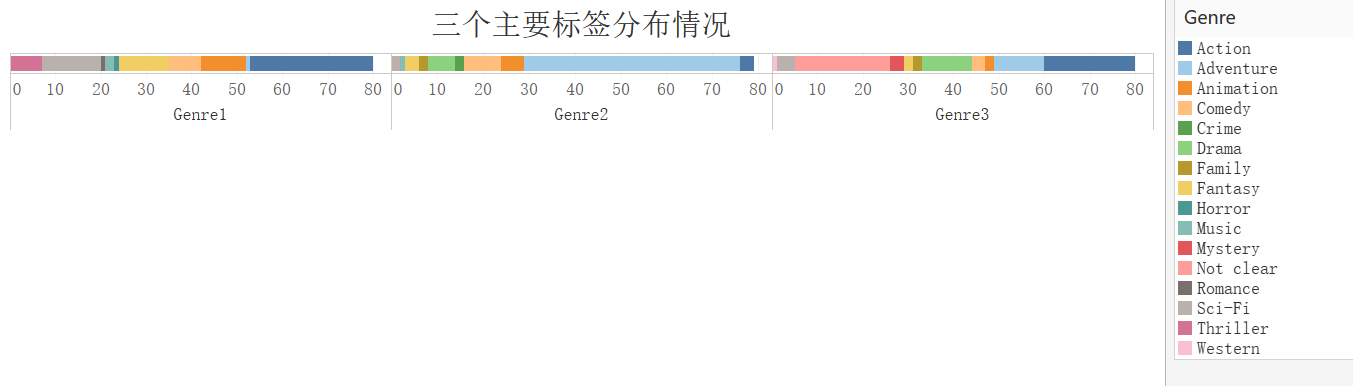 三个主要标签分布情况
0 10 20 30 40 50 60 70 80 0 10 20 30 40 50 60 70 80 0 10 20 30 40 50 60 70 80
Genre1 Genre2 Genre3
Genre
Action
Adventure
Animation
Comedy
Crime
Drama
Family
Fantasy
Horror
Music
Mystery
Not clear
Romance
Sci-Fi
Thriller
Western